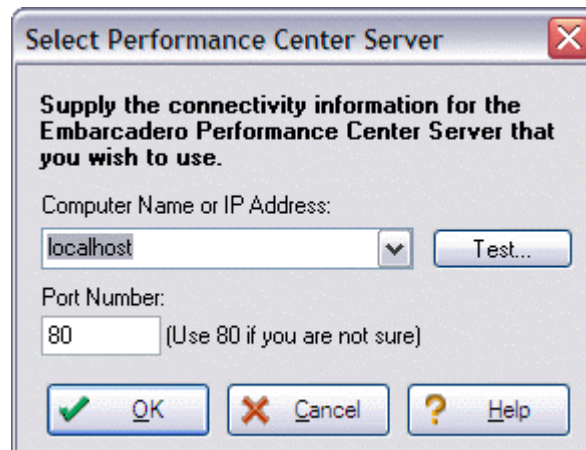 Select Performance Center Server
Supply the connectivity information for the
Embarcadero Performance Center Server that
you wish to use.
Computer Name or IP Address:
localhost
Test...
Port Number:
80 (Use 80 if you are not sure)
OK Cancel Help